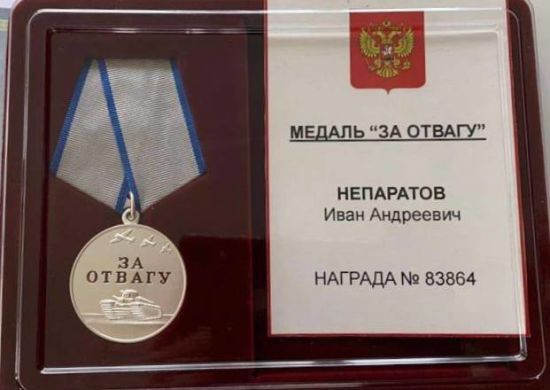 ЗА
ОТВАГУ
МЕДАЛЬ “ЗА ОТВАГУ”
НЕПАРАТОВ
Иван Андреевич
НАГРАДА № 83864